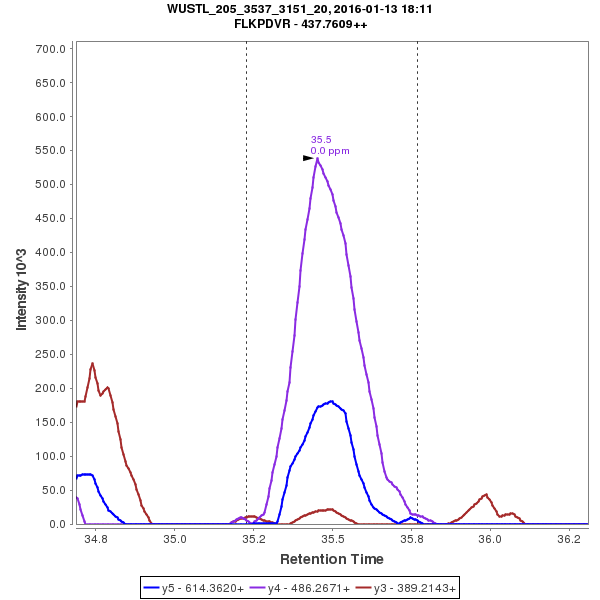 WUSTL_205_3537_3151_20, 2016-01-13 18:11
FLKPDVR - 437.7609++
Intensity 10^3
700.0
650.0
600.0
550.0
500.0
450.0
400.0
350.0
300.0
250.0
200.0
150.0
100.0
50.0
0.0
35.5
0.0 ppm
34.8
35.0
35.2
35.5
35.8
36.0
36.2
Retention Time
y5 - 614.3620+
y4 - 486.2671+
y3 - 389.2143+